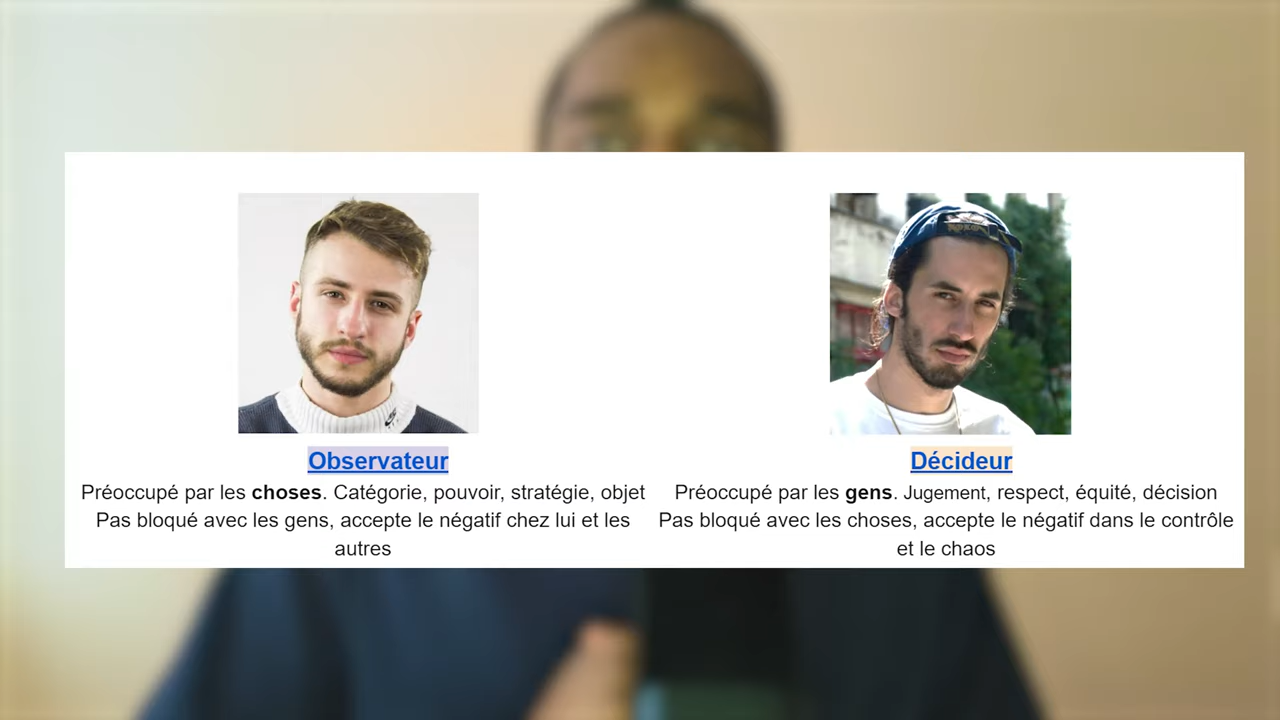 Observateur
Préoccupé par les choses. Catégorie, pouvoir, stratégie, objet
Pas bloqué avec les gens, accepte le négatif chez lui et les
autres
Décideur
Préoccupé par les gens. Jugement, respect, équité, décision
Pas bloqué avec les choses, accepte le négatif dans le contrôle
et le chaos